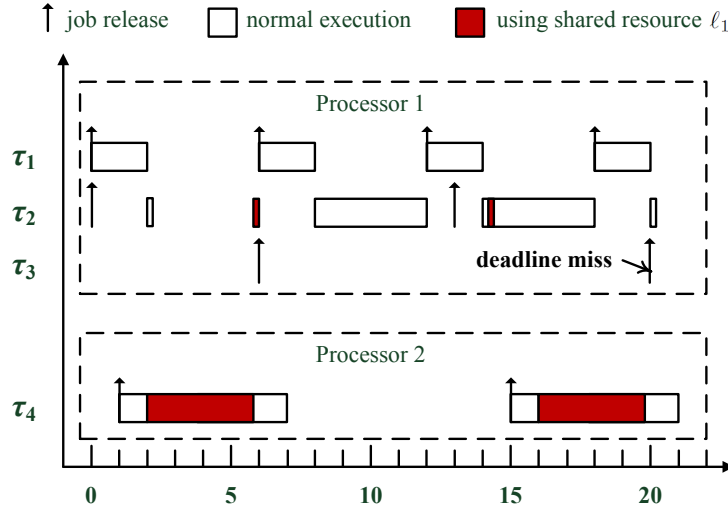 job release normal execution using shared resource ℓ₁
Processor 1
τ₁
τ₂
τ₃ deadline miss
Processor 2
τ₄
0 5 10 15 20